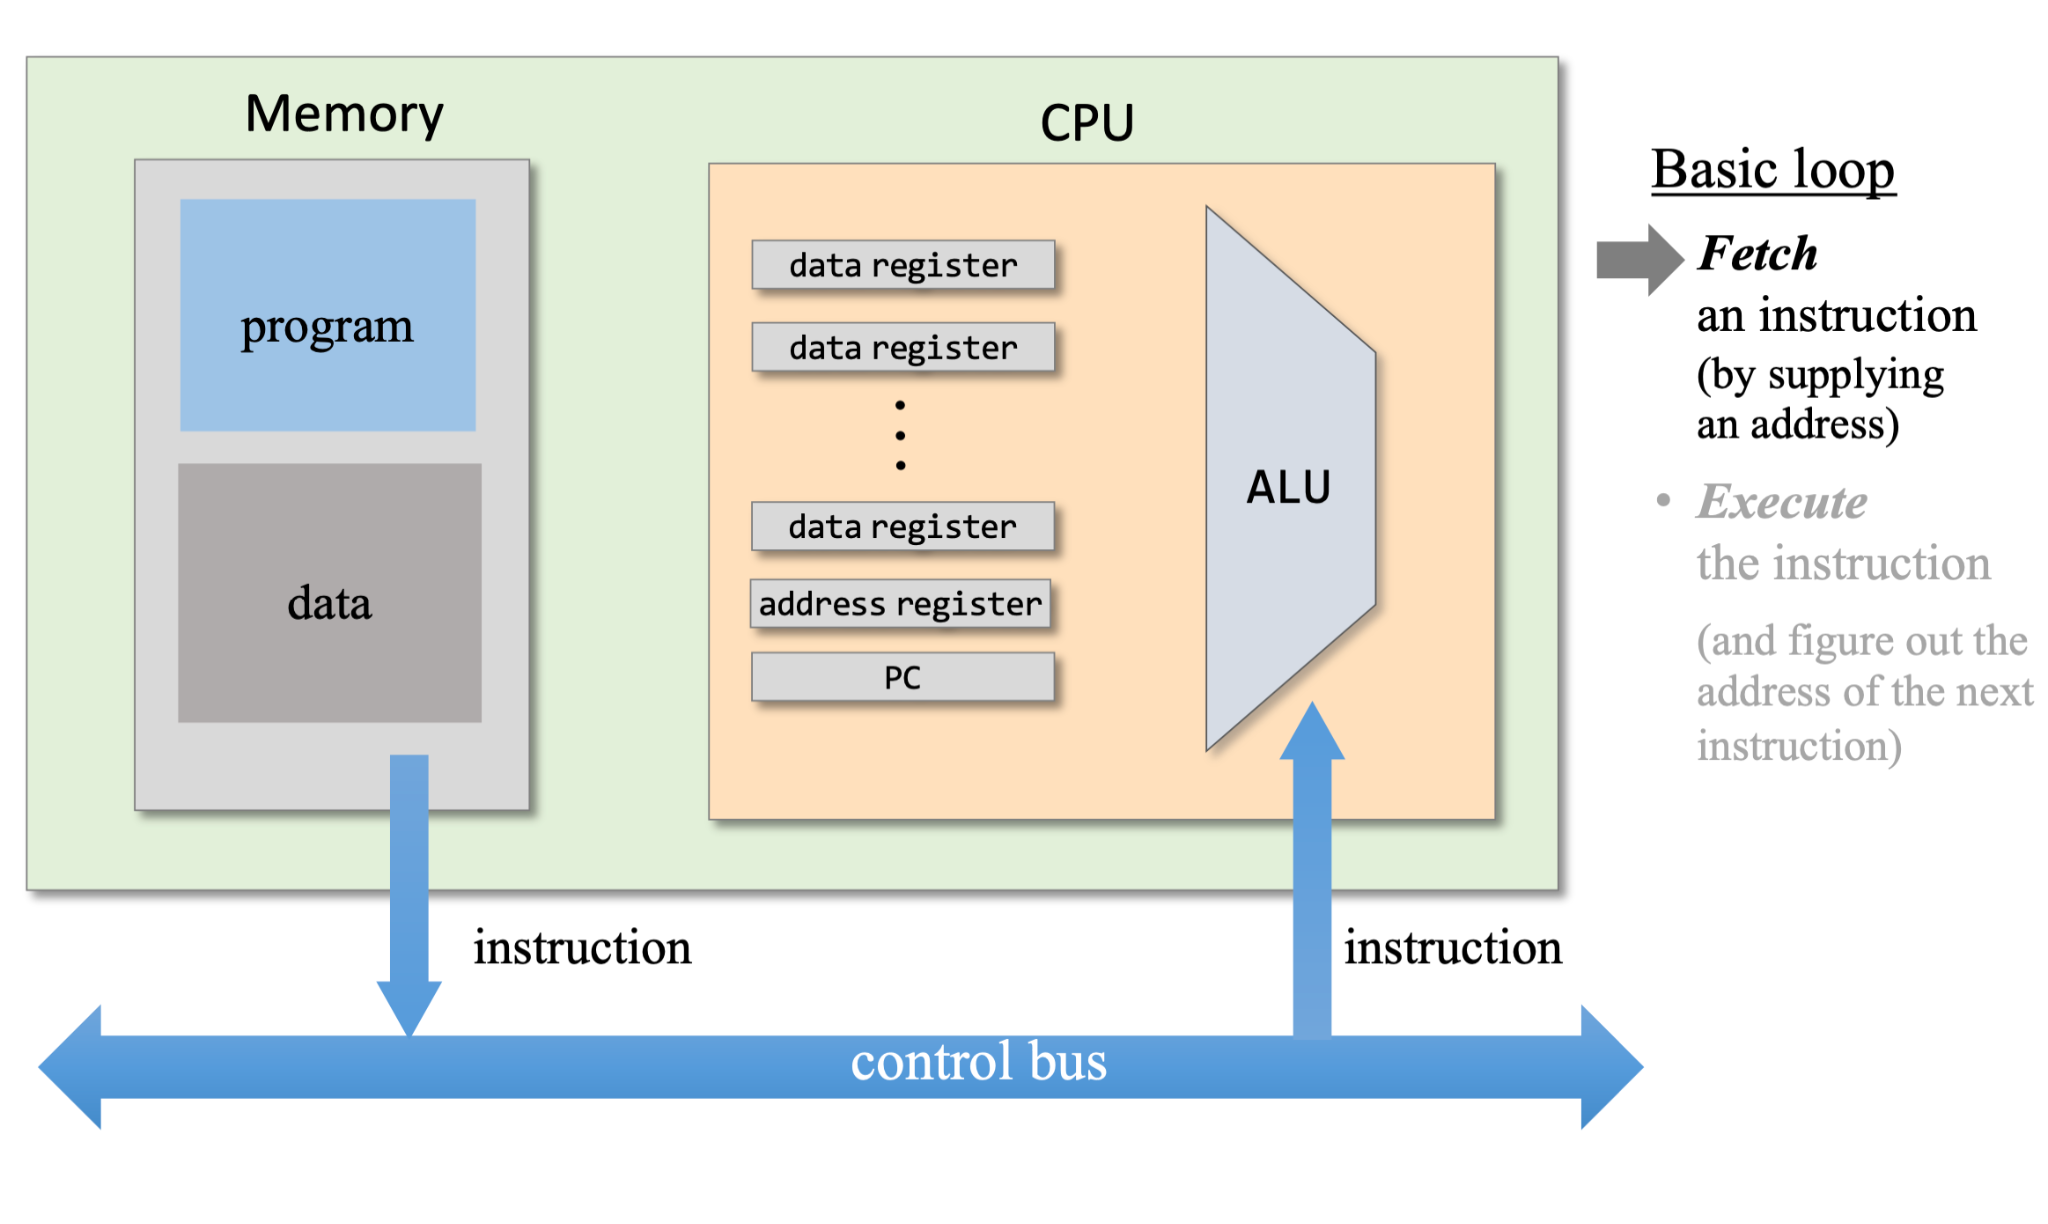 Memory
program
data
CPU
data register
data register
data register
address register
PC
ALU
Basic loop
Fetch
an instruction
(by supplying
an address)
• Execute
the instruction
(and figure out the
address of the next
instruction)
instruction
instruction
control bus